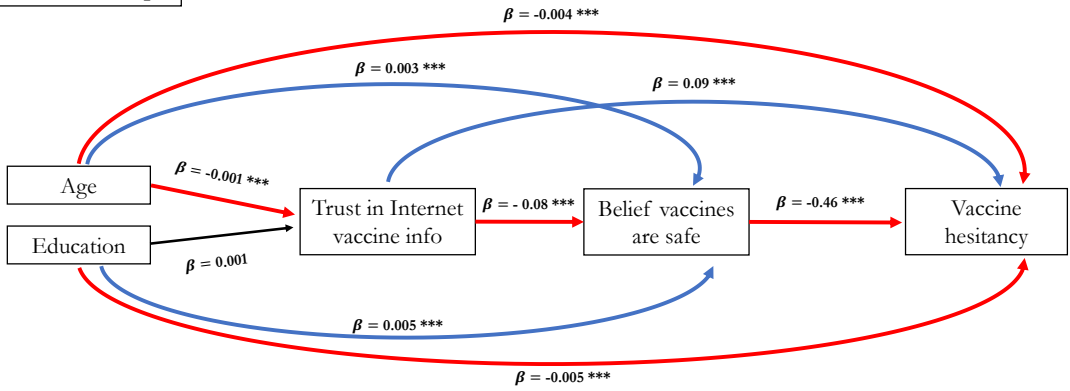 β = -0.004 ***
β = 0.003 ***
β = 0.09 ***
Age
β = -0.001 ***
Trust in Internet
vaccine info
β = - 0.08 ***
Belief vaccines
are safe
β = -0.46 ***
Vaccine
hesitancy
Education
β = 0.001
β = 0.005 ***
β = -0.005 ***